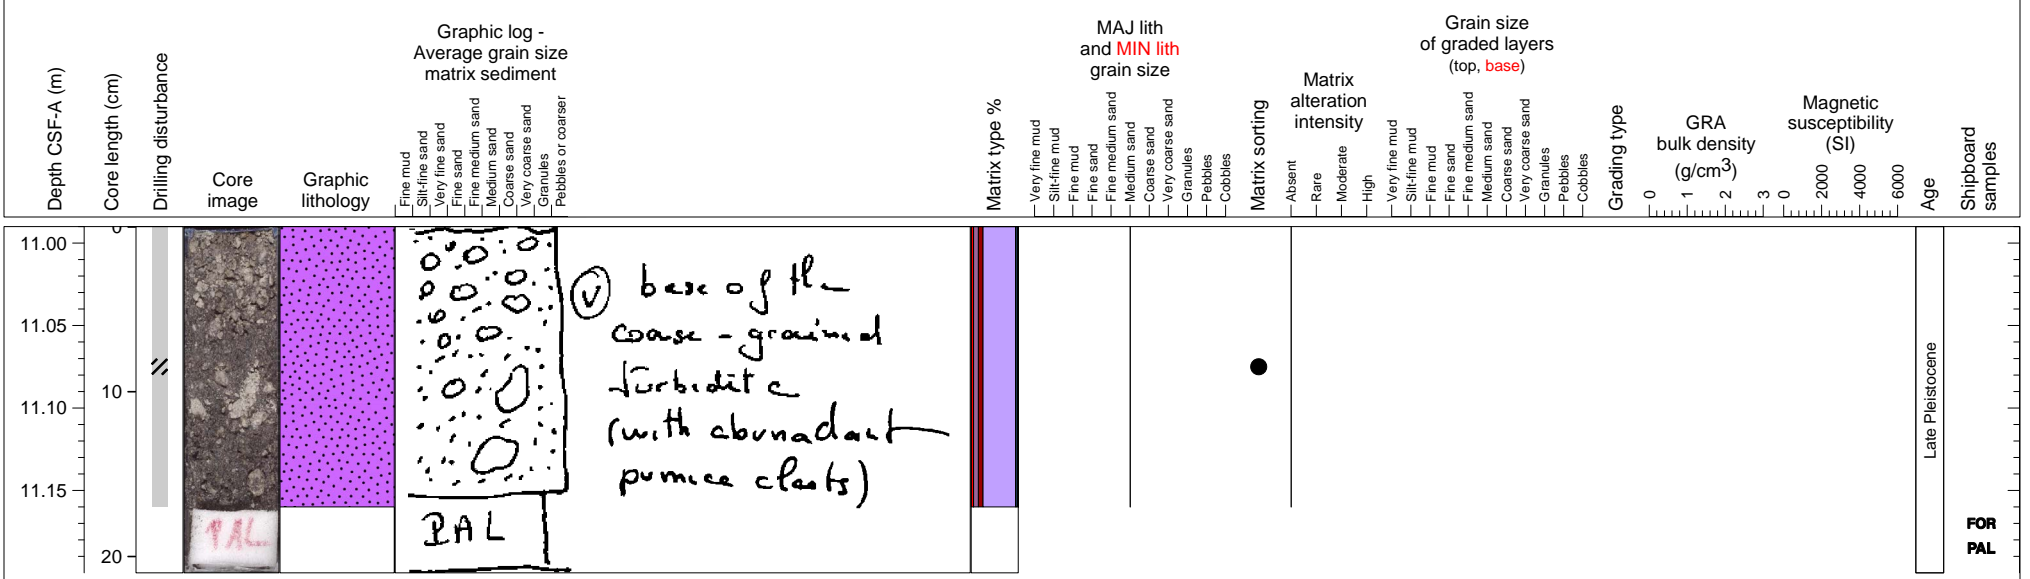 Depth CSF-A (m)
Core length (cm)
Drilling disturbance
Core
image
Graphic
lithology
Graphic log -
Average grain size
matrix sediment
Fine mud
Silt-fine sand
Very fine sand
Fine sand
Fine medium sand
Medium sand
Coarse sand
Very coarse sand
Granules
Pebbles or coarser
Matrix type %
MAJ lith
and MIN lith
grain size
Very fine mud
Silt-fine mud
Fine mud
Fine sand
Fine medium sand
Medium sand
Coarse sand
Very coarse sand
Granules
Pebbles
Cobbles
Matrix sorting
Matrix
alteration
intensity
Absent
Rare
Moderate
High
Grain size
of graded layers
(top, base)
Very fine mud
Silt-fine mud
Fine mud
Fine sand
Fine medium sand
Medium sand
Coarse sand
Very coarse sand
Granules
Pebbles
Cobbles
Grading type
GRA
bulk density
(g/cm3)
0 1 2 3
Magnetic
susceptibility
(SI)
0 2000 4000 6000
Age
Shipboard
samples
11.00
11.05
11.10
11.15
0
10
20
PAL
V base of the
coarse-grained
turbidite
(with abunadant
pumice clasts)
PAL
Late Pleistocene
FOR
PAL